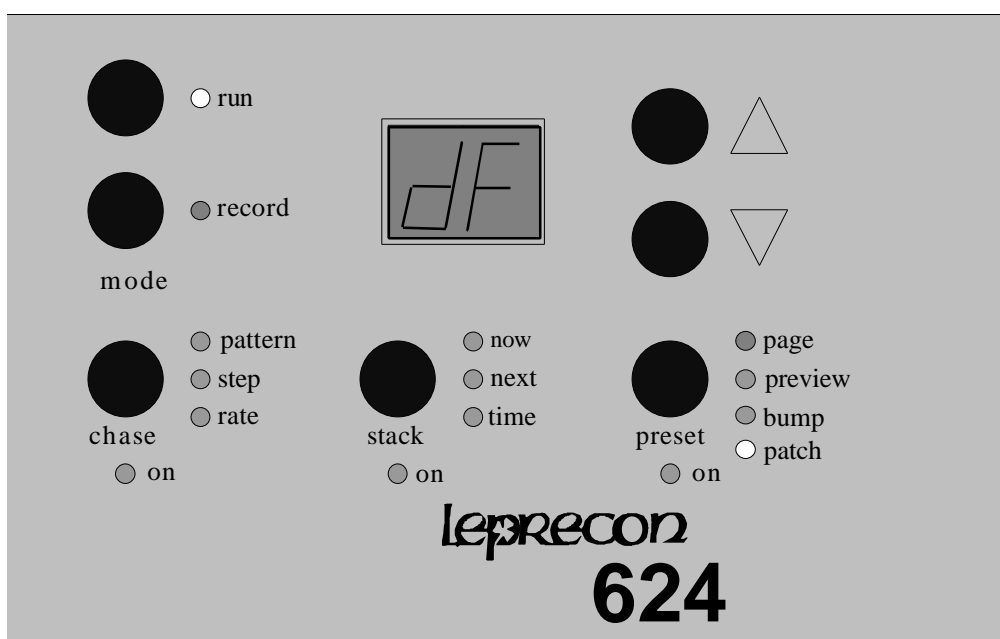 run
dF
record
mode
pattern
step
rate
chase
on
now
next
time
stack
on
page
preview
bump
patch
preset
on
leprecon
624